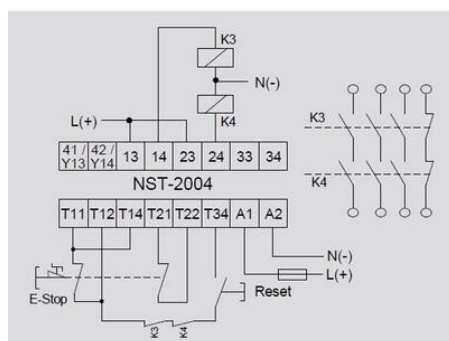 K3
N(-)
K4
L(+)
41 / Y13
42 / Y14
13
14
23
24
33
34
NST-2004
T11
T12
T14
T21
T22
T34
A1
A2
N(-)
L(+)
E-Stop
Reset
K3
K4
K3
K4